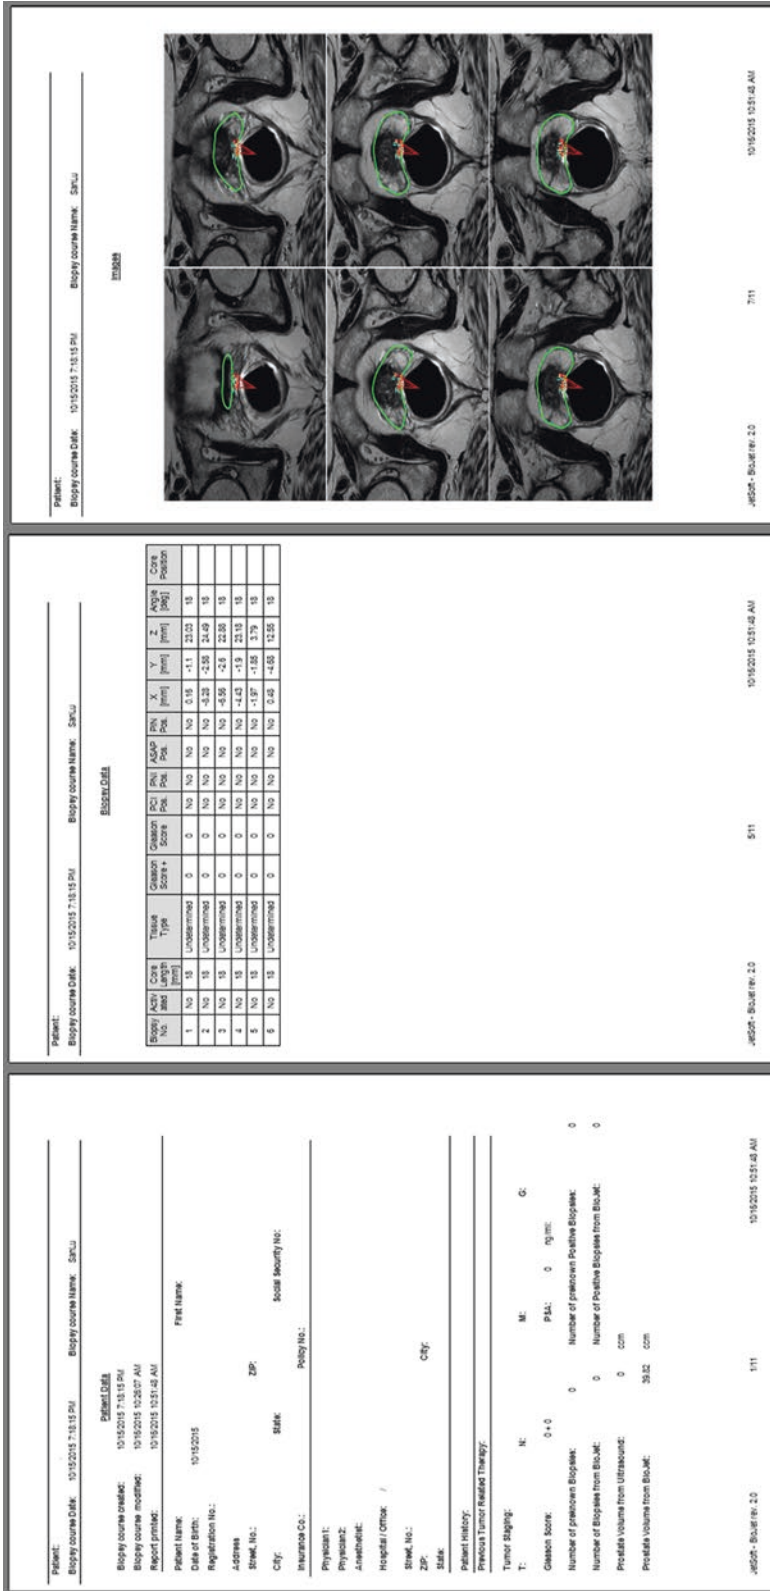 Patient:
Biopsy course Date: 10/15/2015 7:18:15 PM Biopsy course Name: SanLu
Patient Data
Biopsy course created: 10/15/2015 7:18:15 PM
Biopsy course modified: 10/16/2015 10:26:07 AM
Report printed: 10/16/2015 10:51:48 AM
Patient Name: First Name:
Date of Birth: 10/15/2015
Registration No.:
Address
Street, No.: ZIP:
City: State: Social Security No:
Insurance Co.: Policy No.:
Physician1:
Physician2:
Anesthetist:
Hospital / Office: /
Street, No.:
ZIP: City:
State:
Patient History:
Previous Tumor Related Therapy:
Tumor Staging:
T: N: M: G:
Gleason Score: 0 + 0 PSA: 0 ng/ml:
Number of preknown Biopsies: 0 Number of preknown Positive Biopsies: 0
Number of Biopsies from BioJet: 0 Number of Positive Biopsies from BioJet: 0
Prostate Volume from Ultrasound: 0 ccm
Prostate Volume from BioJet: 39.82 ccm
JetSoft - BioJet rev. 2.0 1/11 10/16/2015 10:51:48 AM
Patient:
Biopsy course Date: 10/15/2015 7:18:15 PM Biopsy course Name: SanLu
Biopsy Data
Biopsy No. Activ ated Core Length [mm] Tissue Type Gleason Score + Gleason Score PCI Pos. PNI Pos. ASAP Pos. PIN Pos. X [mm] Y [mm] Z [mm] Angle [deg] Core Position
1 No 18 Undetermined 0 0 No No No No 0.16 -1.1 23.03 18
2 No 18 Undetermined 0 0 No No No No -2.58 24.49 18
3 No 18 Undetermined 0 0 No No No No -6.56 -2.6 22.88 18
4 No 18 Undetermined 0 0 No No No No -4.43 -1.9 23.18 18
5 No 18 Undetermined 0 0 No No No No -1.97 -1.88 3.79 18
6 No 18 Undetermined 0 0 No No No No 0.48 -4.68 12.55 18
JetSoft - BioJet rev. 2.0 5/11 10/16/2015 10:51:48 AM
Patient:
Biopsy course Date: 10/15/2015 7:18:15 PM Biopsy course Name: SanLu
Images
JetSoft - BioJet rev. 2.0 7/11 10/16/2015 10:51:48 AM